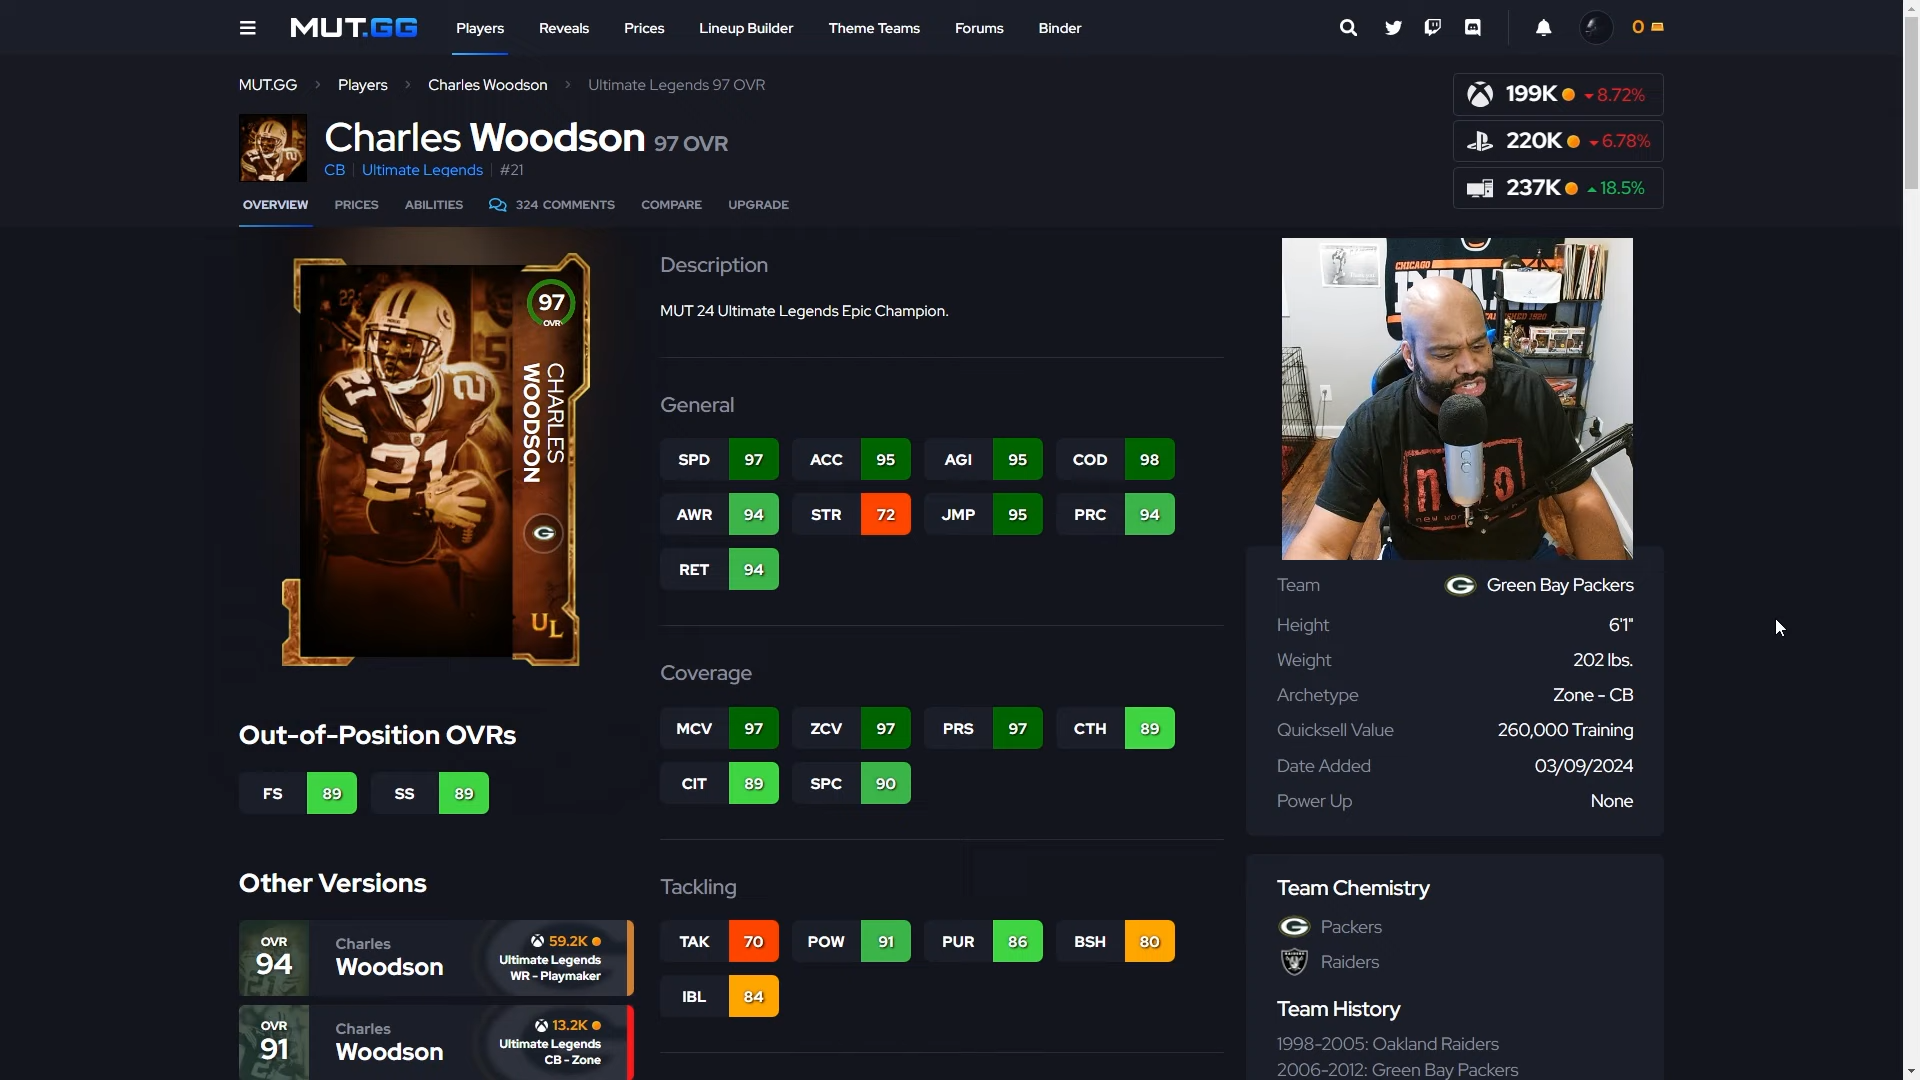 MUT.GG
Players
Reveals
Prices
Lineup Builder
Theme Teams
Forums
Binder
0
MUT.GG > Players > Charles Woodson > Ultimate Legends 97 OVR
Charles Woodson 97 OVR
CB | Ultimate Legends | #21
199K 8.72%
220K 6.78%
237K 18.5%
OVERVIEW
PRICES
ABILITIES
324 COMMENTS
COMPARE
UPGRADE
97
OVR
CHARLES
WOODSON
21
UL
Description
MUT 24 Ultimate Legends Epic Champion.
General
SPD 97 ACC 95 AGI 95 COD 98
AWR 94 STR 72 JMP 95 PRC 94
RET 94
Coverage
MCV 97 ZCV 97 PRS 97 CTH 89
CIT 89 SPC 90
Tackling
TAK 70 POW 91 PUR 86 BSH 80
IBL 84
Out-of-Position OVRs
FS 89 SS 89
Other Versions
OVR
94
Charles
Woodson
59.2K
Ultimate Legends
WR - Playmaker
OVR
91
Charles
Woodson
13.2K
Ultimate Legends
CB - Zone
CHICAGO
Team Green Bay Packers
Height 6'1"
Weight 202 lbs.
Archetype Zone - CB
Quicksell Value 260,000 Training
Date Added 03/09/2024
Power Up None
Team Chemistry
Packers
Raiders
Team History
1998-2005: Oakland Raiders
2006-2012: Green Bay Packers